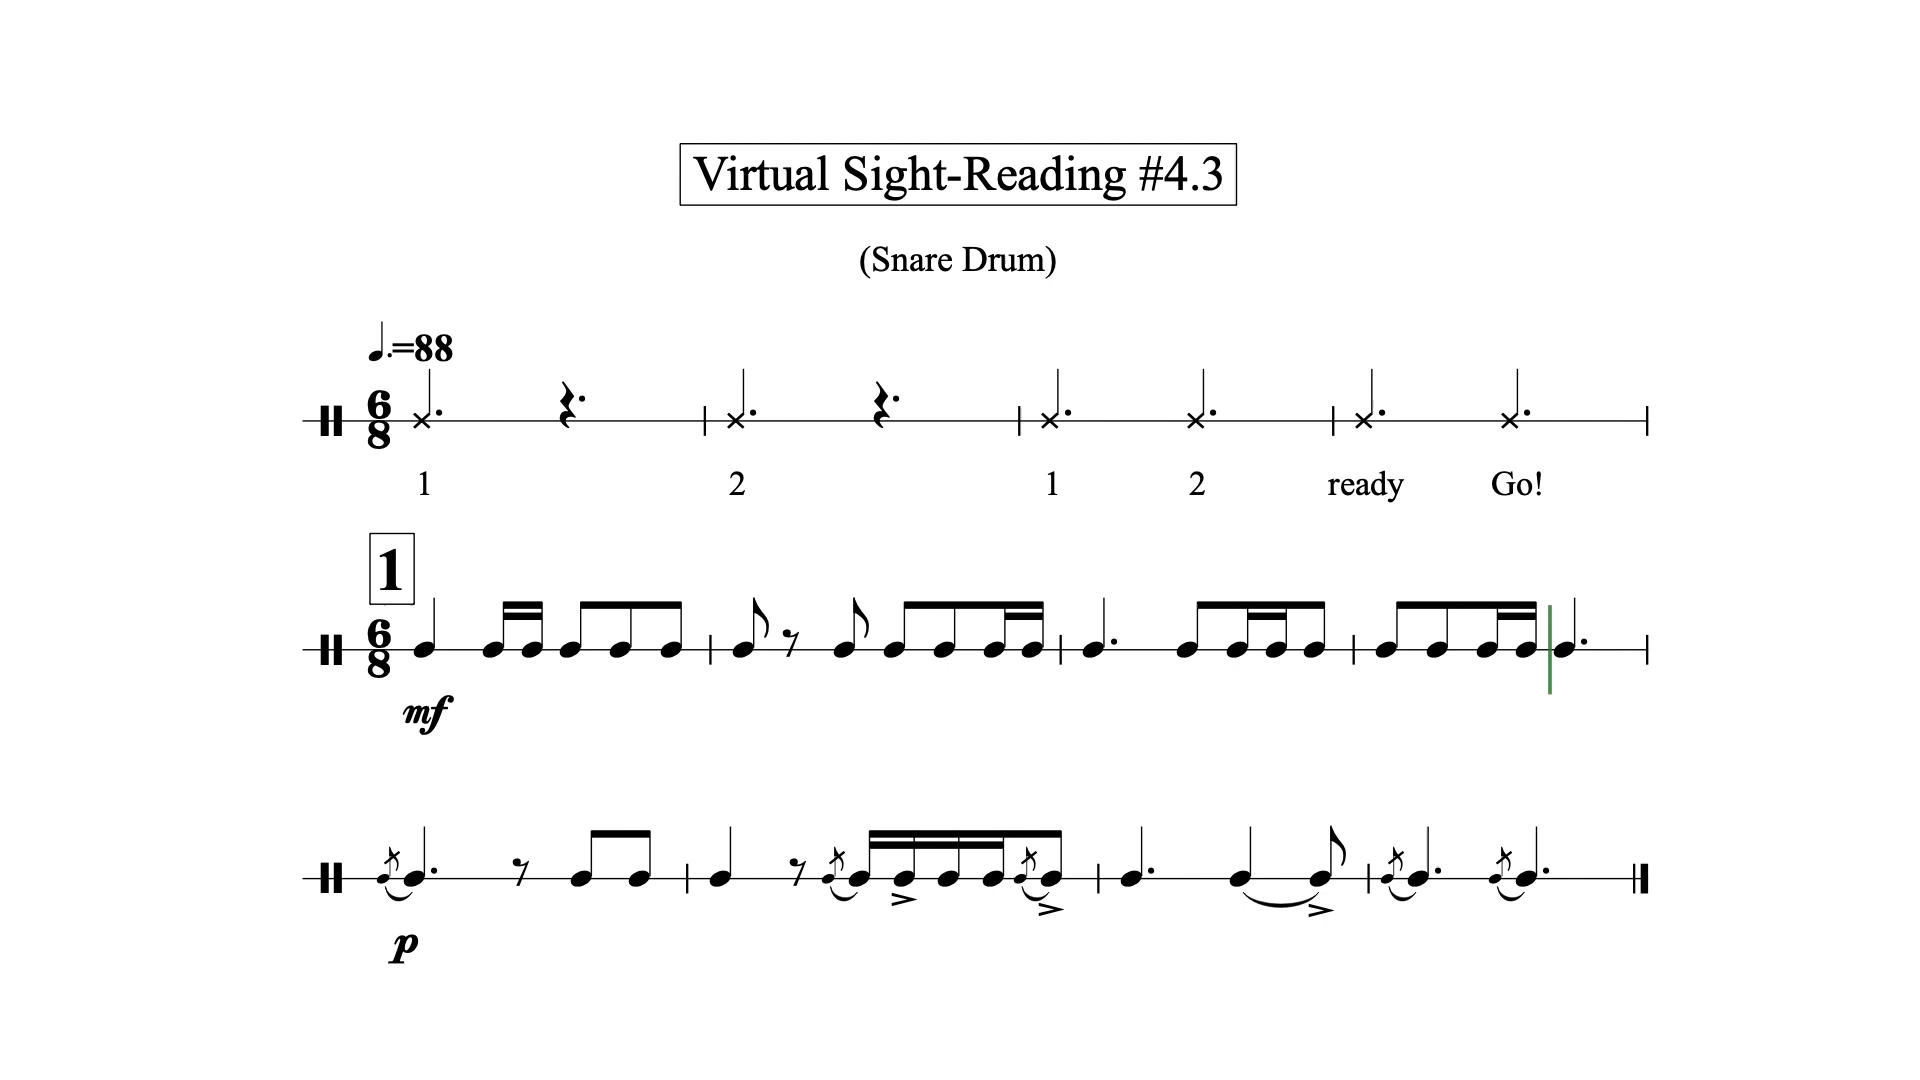 Virtual Sight-Reading #4.3
(Snare Drum)
♩.=88
6
8
1 2 1 2 ready Go!
1
6
8
mf
p